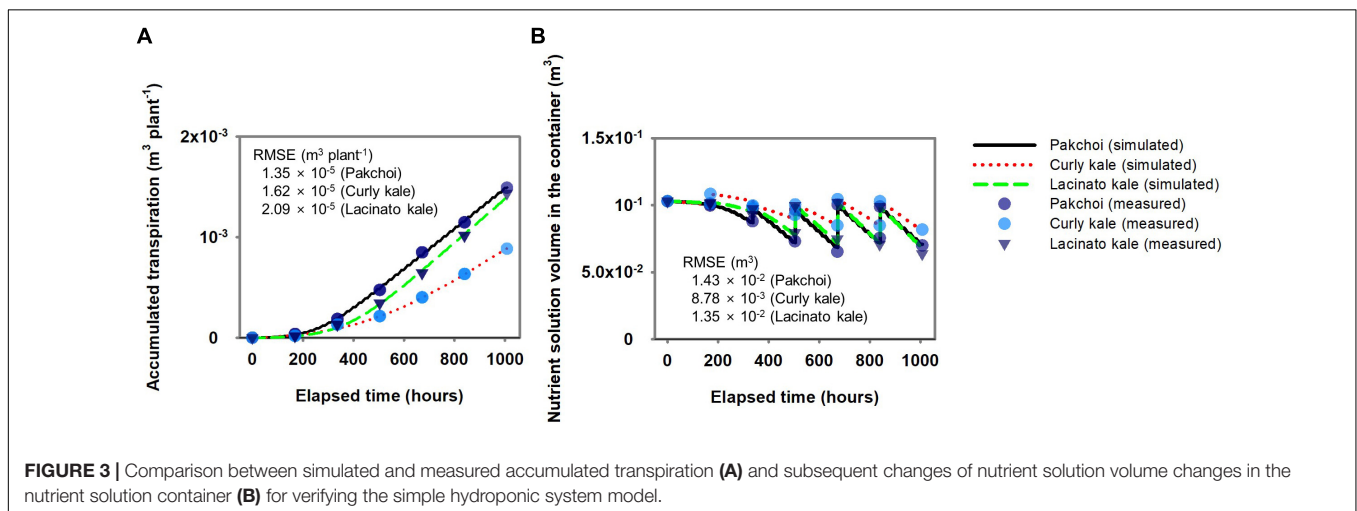 A
B
Accumulated transpiration (m³ plant⁻¹)
2x10⁻³
10⁻³
0
RMSE (m³ plant⁻¹)
1.35 × 10⁻⁵ (Pakchoi)
1.62 × 10⁻⁵ (Curly kale)
2.09 × 10⁻⁵ (Lacinato kale)
0 200 400 600 800 1000
Elapsed time (hours)
Nutrient solution volume in the container (m³)
1.5x10⁻¹
10⁻¹
5.0x10⁻²
0
RMSE (m³)
1.43 × 10⁻² (Pakchoi)
8.78 × 10⁻³ (Curly kale)
1.35 × 10⁻² (Lacinato kale)
0 200 400 600 800 1000
Elapsed time (hours)
Pakchoi (simulated)
Curly kale (simulated)
Lacinato kale (simulated)
Pakchoi (measured)
Curly kale (measured)
Lacinato kale (measured)
FIGURE 3 | Comparison between simulated and measured accumulated transpiration (A) and subsequent changes of nutrient solution volume changes in the
nutrient solution container (B) for verifying the simple hydroponic system model.